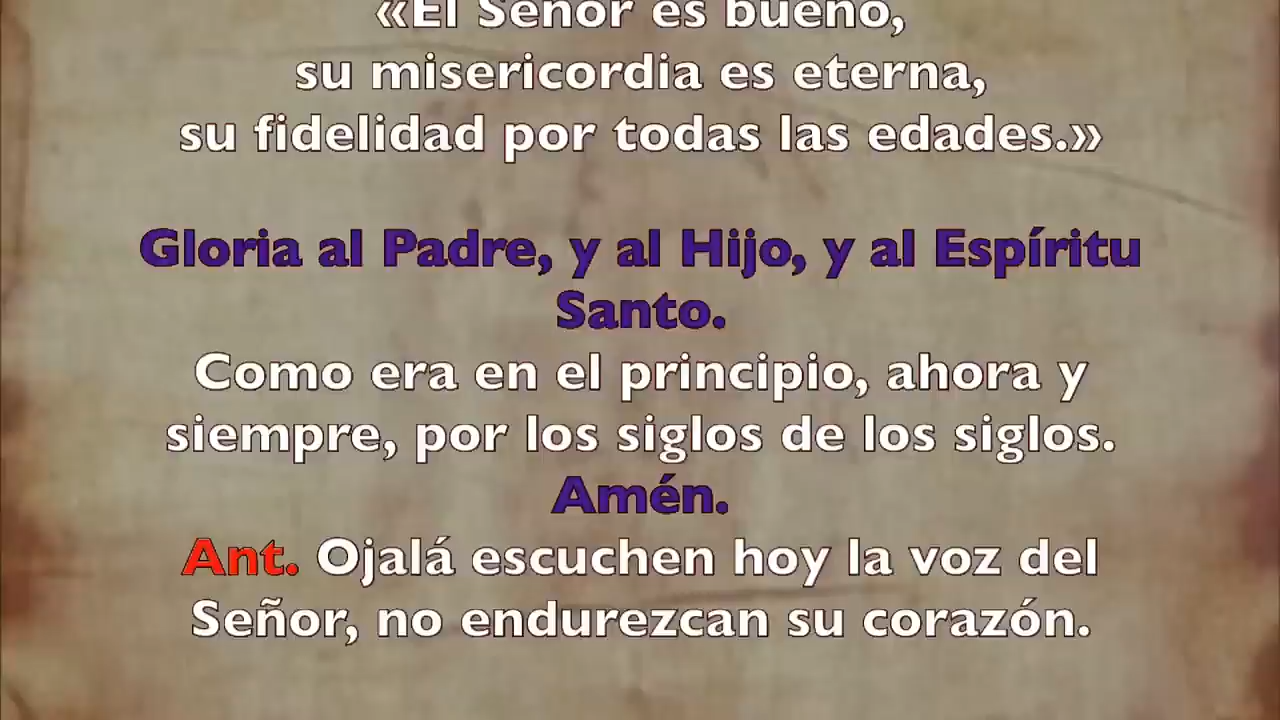 «El Señor es bueno,
su misericordia es eterna,
su fidelidad por todas las edades.»
Gloria al Padre, y al Hijo, y al Espíritu
Santo.
Como era en el principio, ahora y
siempre, por los siglos de los siglos.
Amén.
Ant. Ojalá escuchen hoy la voz del
Señor, no endurezcan su corazón.